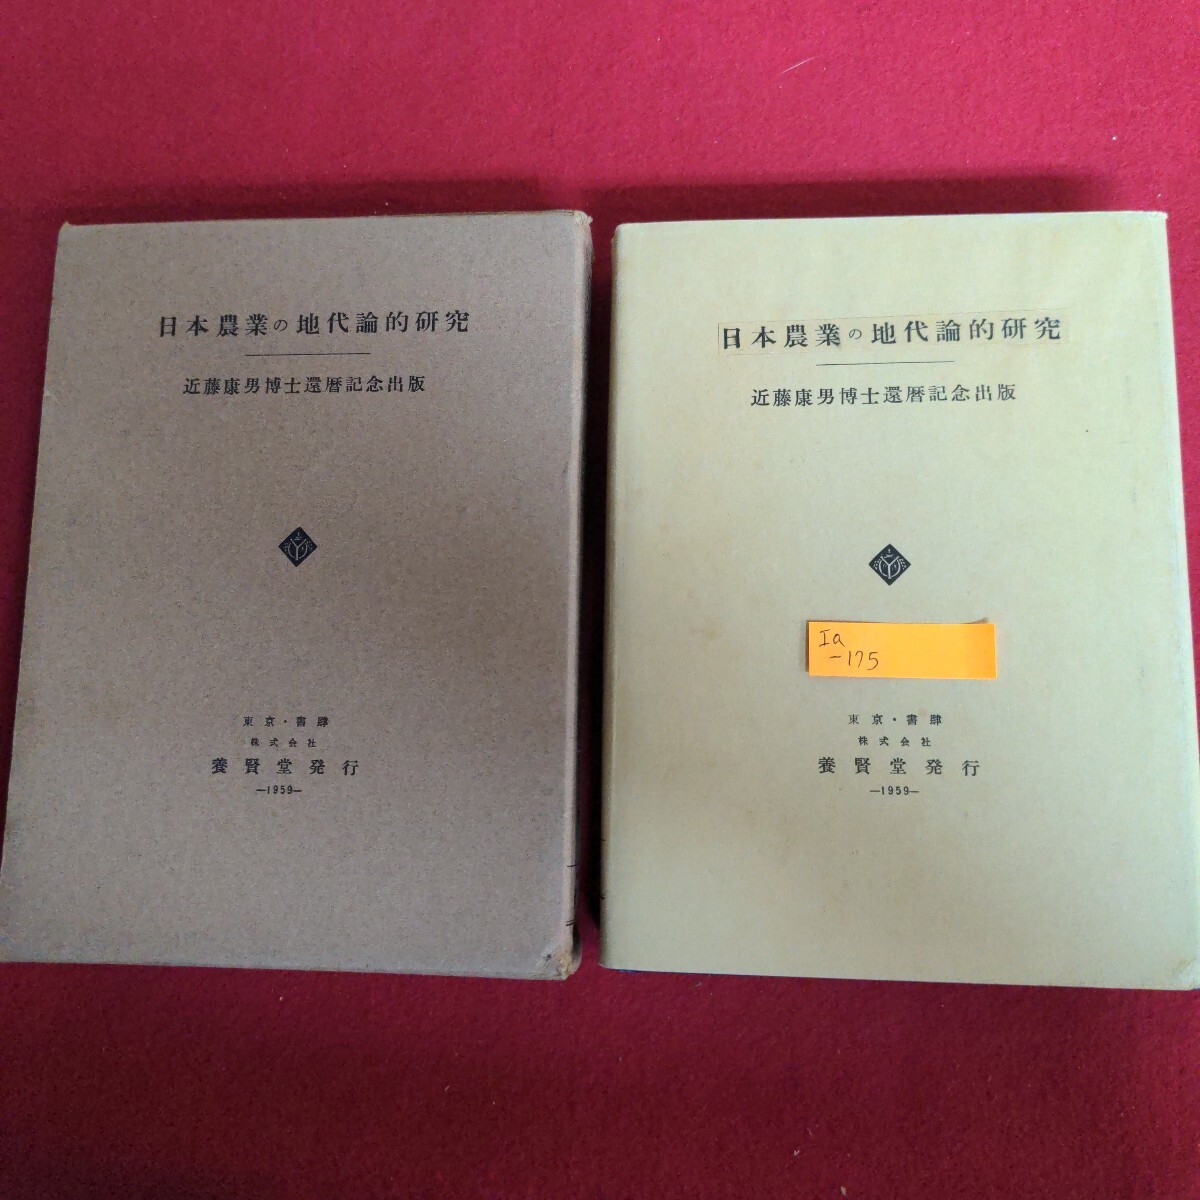 日本農業の地代論的研究
近藤康男博士還暦記念出版
東京・書肆
株式会社
養賢堂発行
—1959—
日本農業の地代論的研究
近藤康男博士還暦記念出版
Ia
-175
東京・書肆
株式会社
養賢堂発行
—1959—